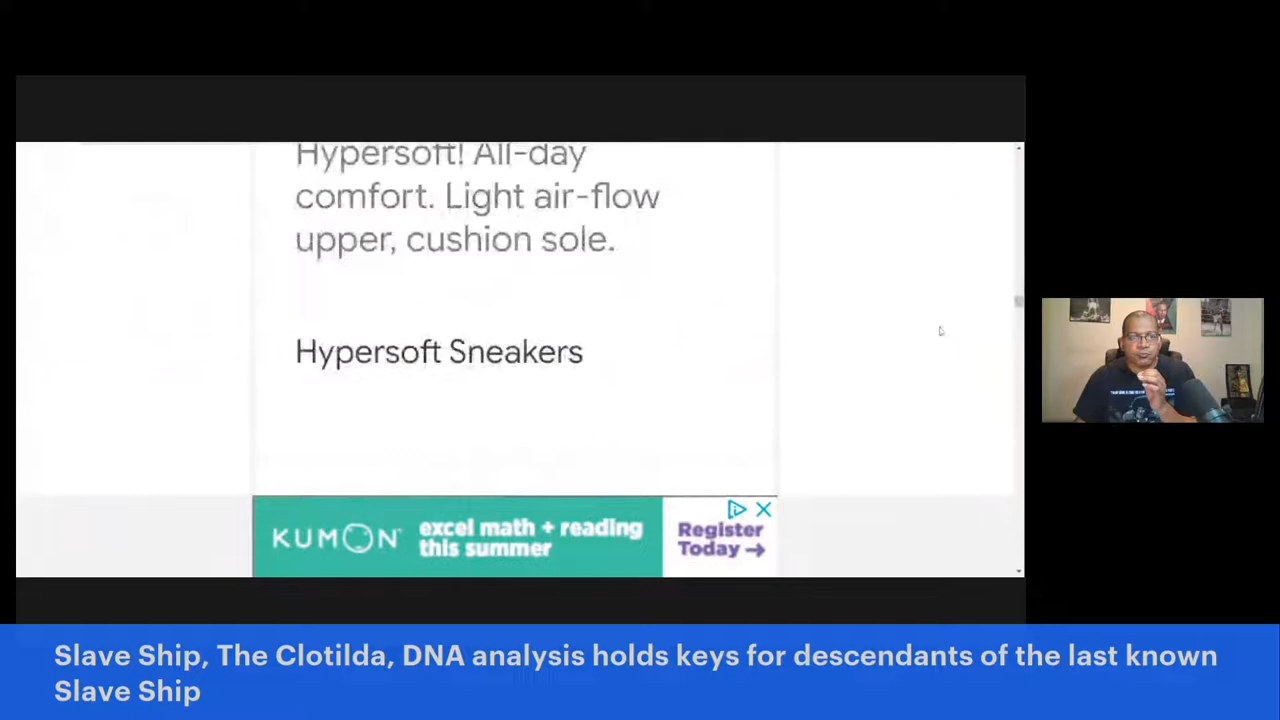 Hypersoft! All-day
comfort. Light air-flow
upper, cushion sole.
Hypersoft Sneakers
KUMON
excel math + reading
this summer
Register
Today →
Slave Ship, The Clotilda, DNA analysis holds keys for descendants of the last known
Slave Ship